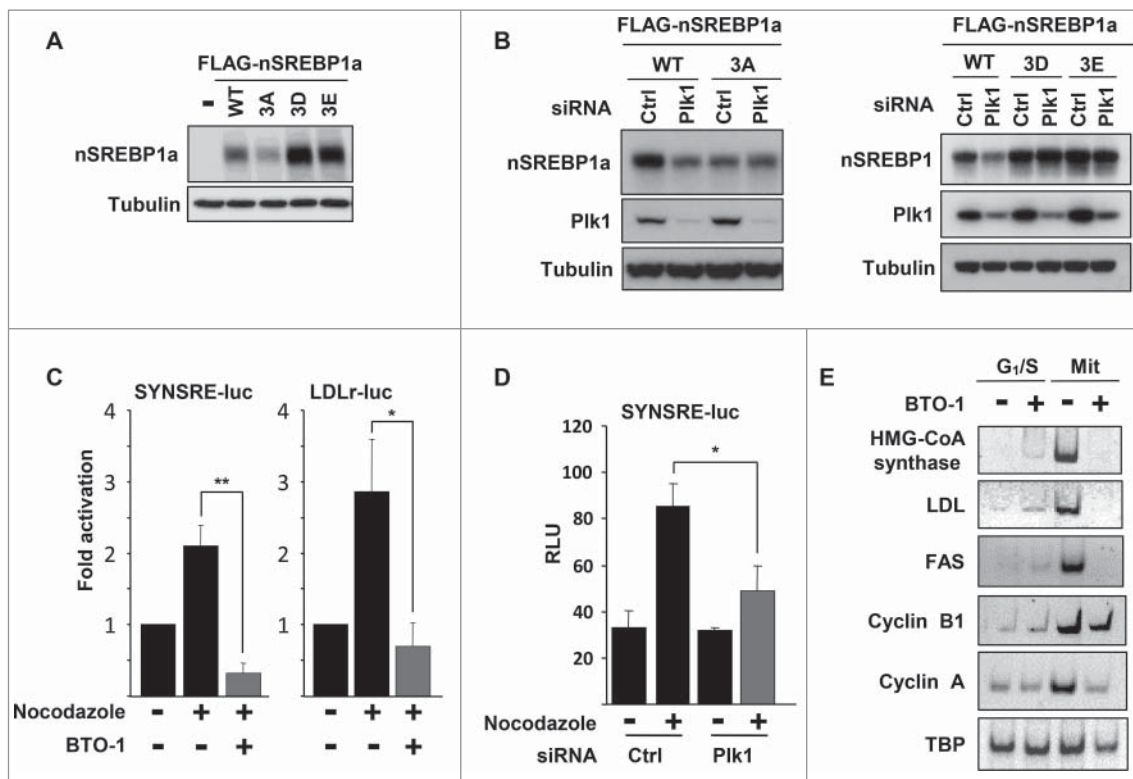 A
FLAG-nSREBP1a
- WT 3A 3D 3E
nSREBP1a
Tubulin
B
FLAG-nSREBP1a
WT 3A
siRNA Ctrl Plk1 Ctrl Plk1
nSREBP1a
Plk1
Tubulin
FLAG-nSREBP1a
WT 3D 3E
siRNA Ctrl Plk1 Ctrl Plk1 Ctrl Plk1
nSREBP1
Plk1
Tubulin
C
SYNSRE-luc LDLr-luc
Fold activation
4 4
3 3
2 2
1 1
** *
Nocodazole - + + - + +
BTO-1 - - + - - +
D
SYNSRE-luc
RLU
120
100
80
60
40
20
*
Nocodazole - + - +
siRNA Ctrl Plk1
E
G1/S Mit
BTO-1 - + - +
HMG-CoA
synthase
LDL
FAS
Cyclin B1
Cyclin A
TBP